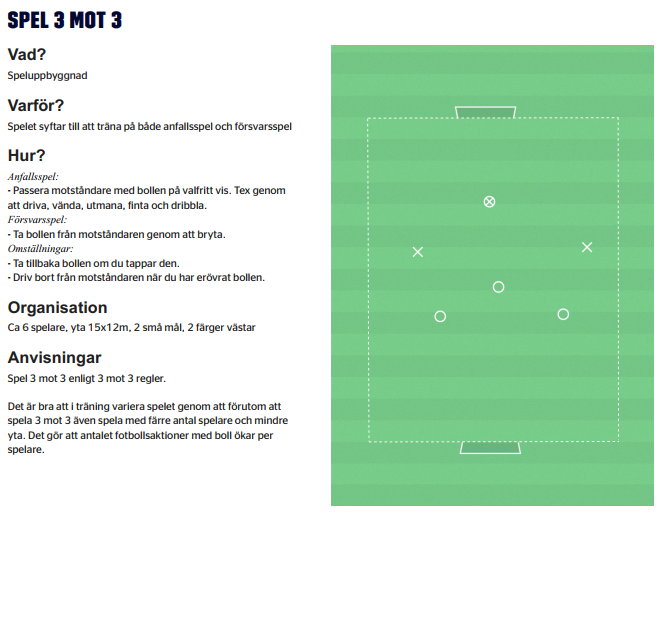 SPEL 3 MOT 3
Vad?
Speluppbyggnad
Varför?
Spelet syftar till att träna på både anfallsspel och försvarsspel
Hur?
Anfallsspel:
- Passera motståndare med bollen på valfritt vis. Tex genom
att driva, vända, utmana, finta och dribbla.
Försvarsspel:
- Ta bollen från motståndaren genom att bryta.
Omställningar:
- Ta tillbaka bollen om du tappar den.
- Driv bort från motståndaren när du har erövrat bollen.
Organisation
Ca 6 spelare, yta 15x12m, 2 små mål, 2 färger västar
Anvisningar
Spel 3 mot 3 enligt 3 mot 3 regler.
Det är bra att i träning variera spelet genom att förutom att
spela 3 mot 3 även spela med färre antal spelare och mindre
yta. Det gör att antalet fotbollsaktioner med boll ökar per
spelare.